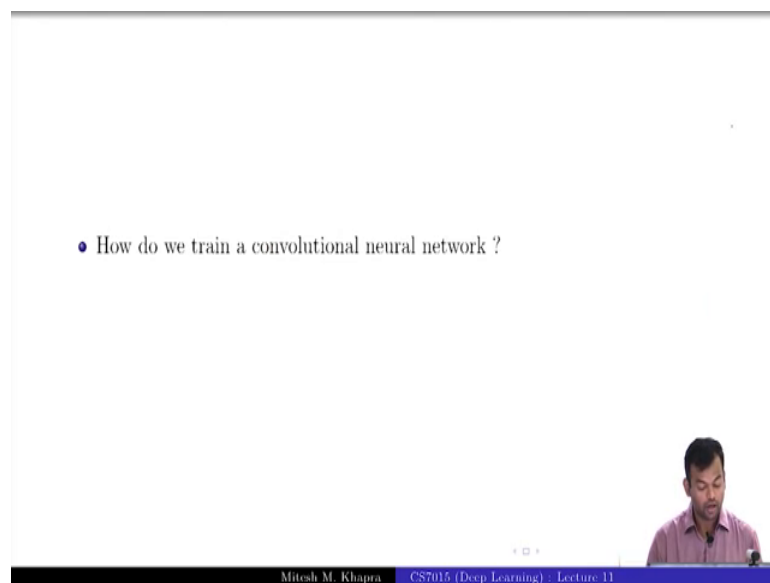 How do we train a convolutional neural network ?
Mitesh M. Khapra CS7015 (Deep Learning) : Lecture 11